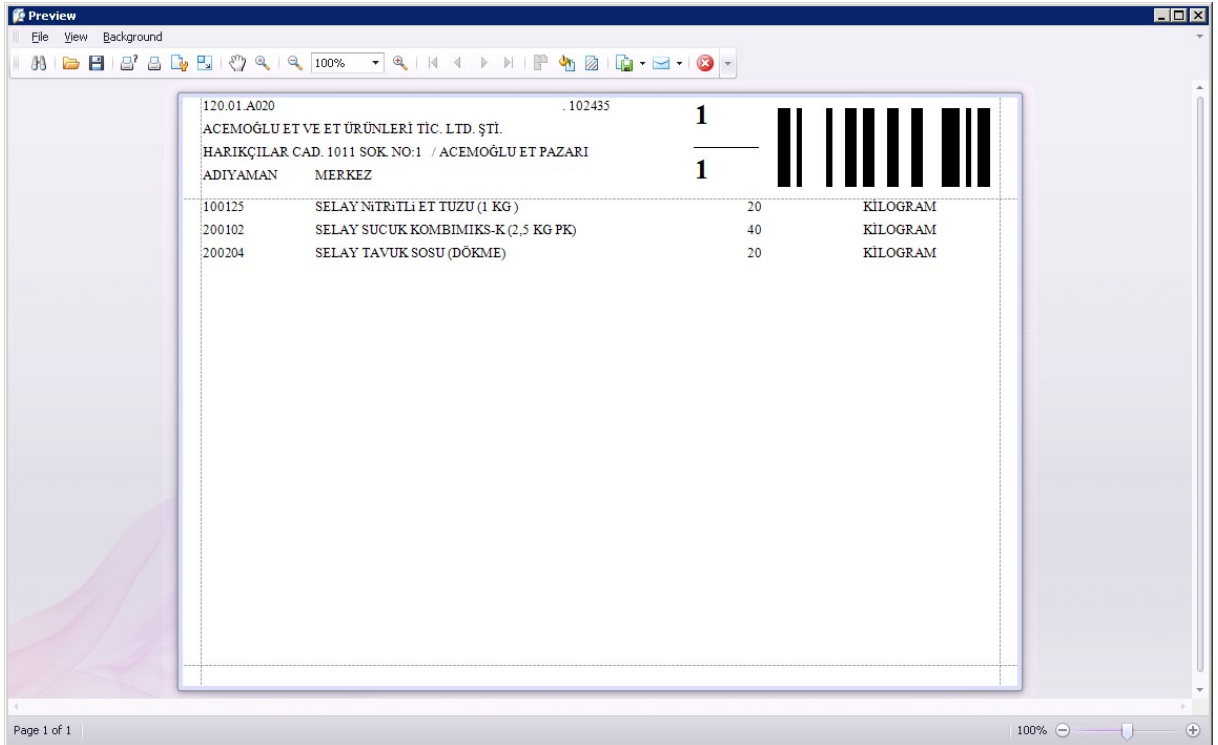 Preview
File View Background
100%
120.01.A020 . 102435
ACEMOĞLU ET VE ET ÜRÜNLERİ TİC. LTD. ŞTİ.
HARIKÇILAR CAD. 1011 SOK. NO:1 / ACEMOĞLU ET PAZARI
ADIYAMAN MERKEZ
1
1
100125 SELAY NiTRiTLi ET TUZU (1 KG ) 20 KİLOGRAM
200102 SELAY SUCUK KOMBIMIKS-K (2,5 KG PK) 40 KİLOGRAM
200204 SELAY TAVUK SOSU (DÖKME) 20 KİLOGRAM
Page 1 of 1 100%